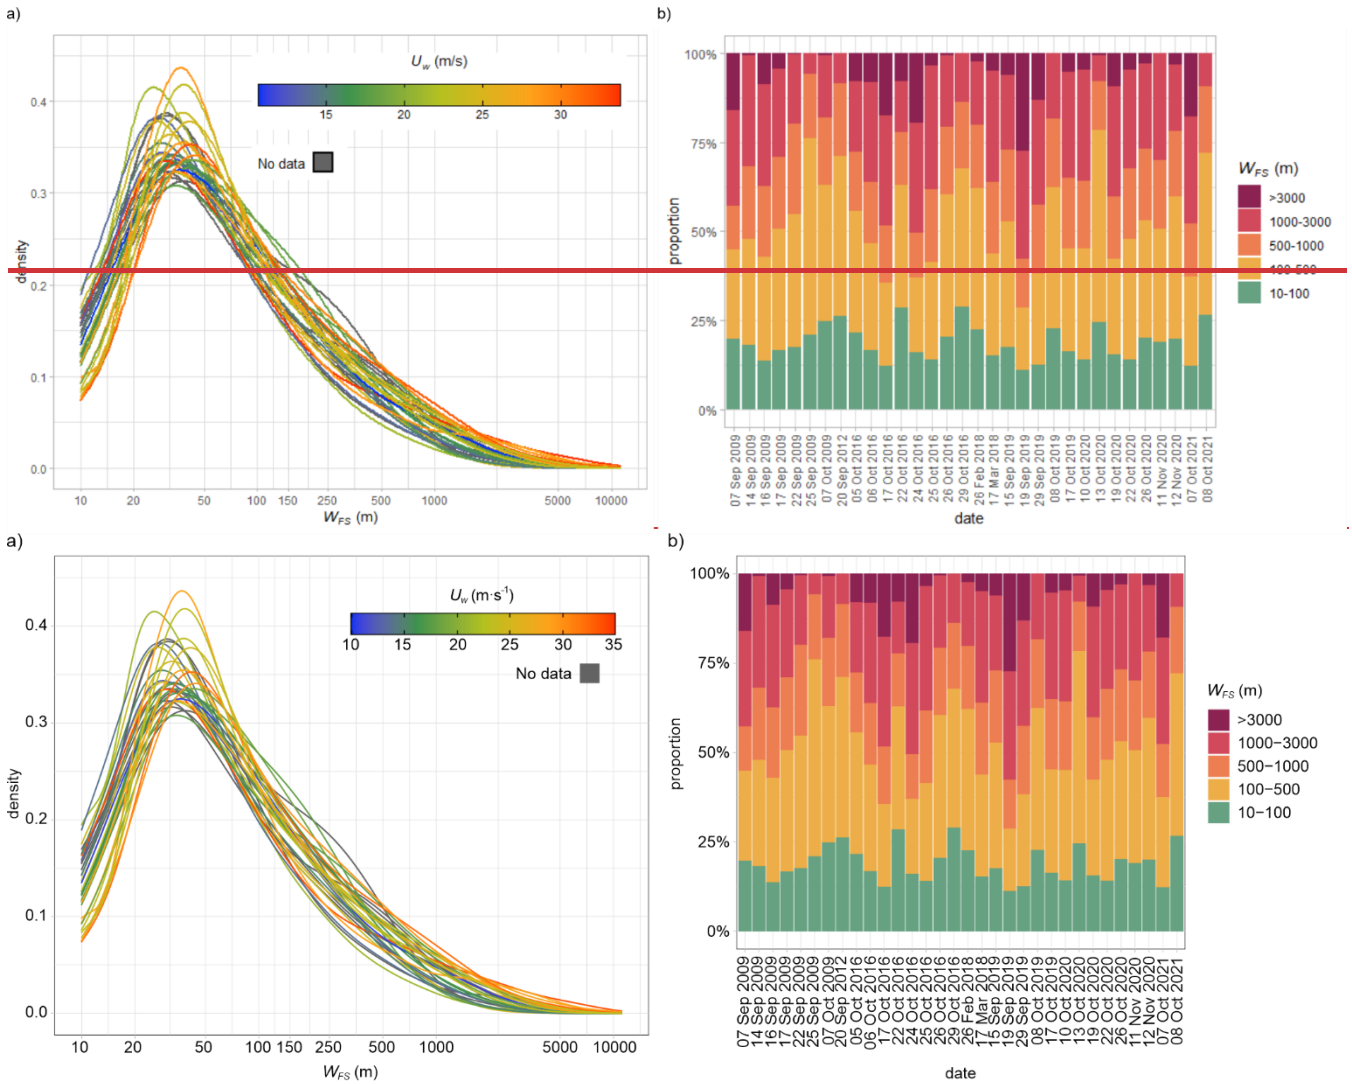 a)
b)
U_w (m/s)
15 20 25 30
No data
density
0.4
0.3
0.2
0.1
0.0
10 20 50 100 150 250 500 1000 5000 10000
W_FS (m)
100%
75%
50%
25%
0%
proportion
W_FS (m)
>3000
1000-3000
500-1000
100-500
10-100
07 Sep 2009
14 Sep 2009
16 Sep 2009
17 Sep 2009
22 Sep 2009
25 Sep 2009
07 Oct 2009
20 Sep 2012
05 Oct 2016
06 Oct 2016
17 Oct 2016
22 Oct 2016
24 Oct 2016
25 Oct 2016
26 Oct 2016
29 Oct 2016
26 Feb 2018
17 Mar 2018
15 Sep 2019
19 Sep 2019
29 Sep 2019
08 Oct 2019
17 Oct 2019
10 Oct 2020
13 Oct 2020
19 Oct 2020
22 Oct 2020
26 Oct 2020
11 Nov 2020
12 Nov 2020
07 Oct 2021
08 Oct 2021
date
a)
b)
U_w (m·s⁻¹)
10 15 20 25 30 35
No data
density
0.4
0.3
0.2
0.1
0.0
10 20 50 100 150 250 500 1000 5000 10000
W_FS (m)
100%
75%
50%
25%
0%
proportion
W_FS (m)
>3000
1000−3000
500−1000
100−500
10−100
07 Sep 2009
14 Sep 2009
16 Sep 2009
17 Sep 2009
22 Sep 2009
25 Sep 2009
07 Oct 2009
20 Sep 2012
05 Oct 2016
06 Oct 2016
17 Oct 2016
22 Oct 2016
24 Oct 2016
25 Oct 2016
26 Oct 2016
29 Oct 2016
26 Feb 2018
17 Mar 2018
15 Sep 2019
19 Sep 2019
29 Sep 2019
08 Oct 2019
17 Oct 2019
10 Oct 2020
13 Oct 2020
19 Oct 2020
22 Oct 2020
26 Oct 2020
11 Nov 2020
12 Nov 2020
07 Oct 2021
08 Oct 2021
date